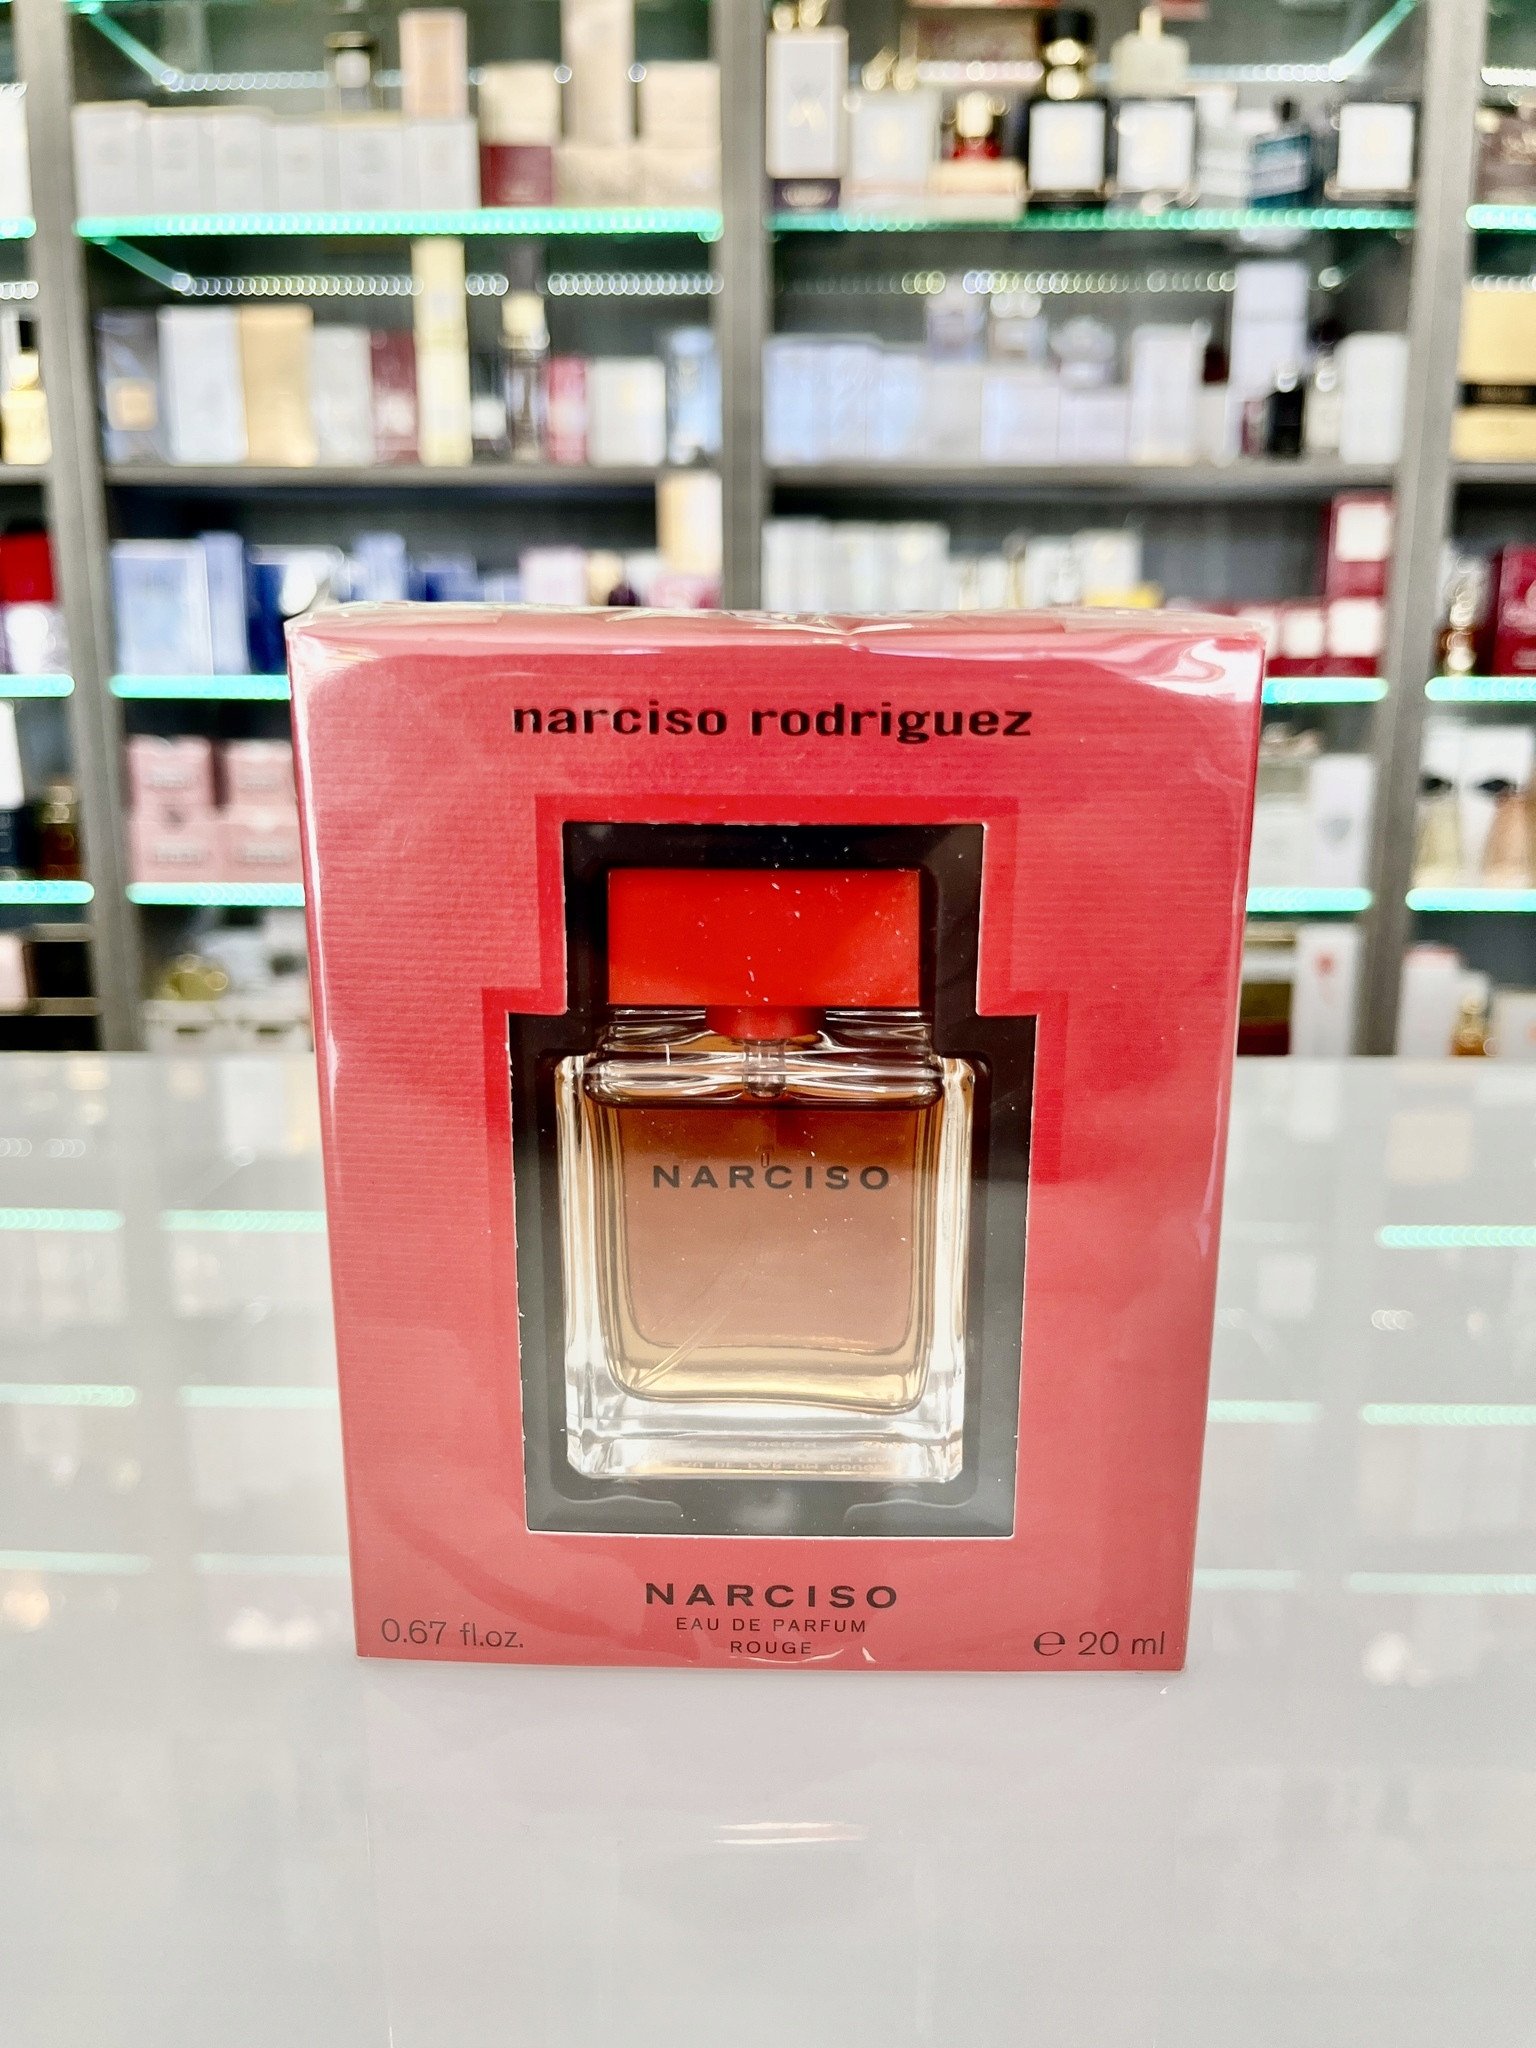 narciso rodriguez
NARCISO
NARCISO
EAU DE PARFUM
ROUGE
0.67 fl.oz.
℮ 20 ml